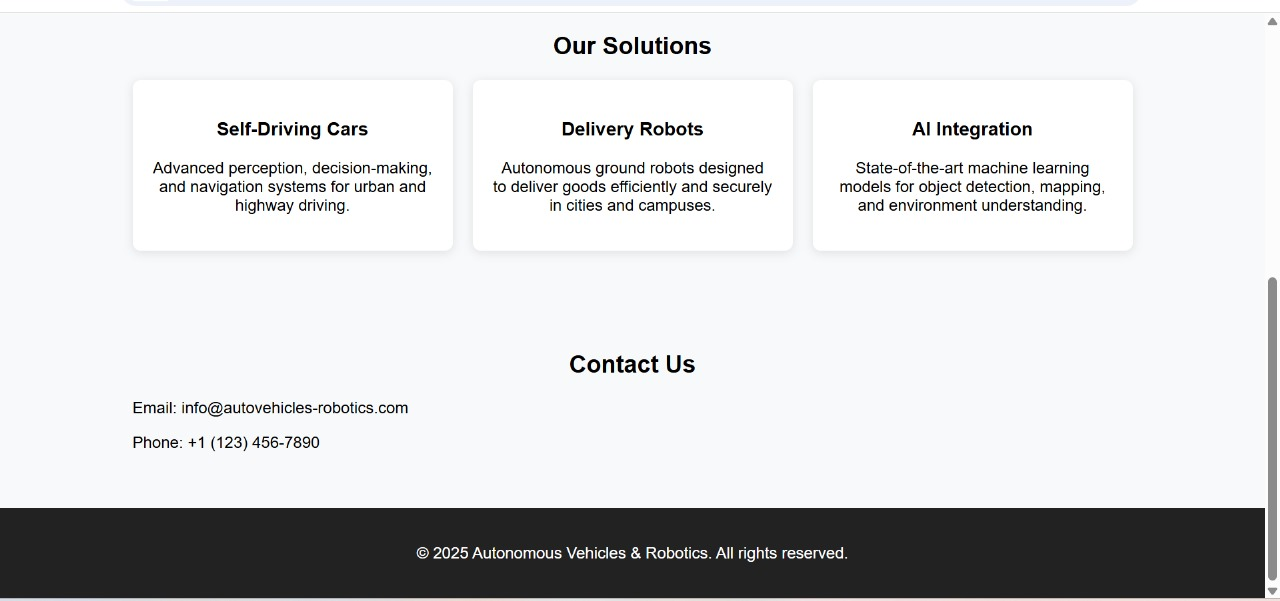 Our Solutions
Self-Driving Cars
Advanced perception, decision-making,
and navigation systems for urban and
highway driving.
Delivery Robots
Autonomous ground robots designed
to deliver goods efficiently and securely
in cities and campuses.
AI Integration
State-of-the-art machine learning
models for object detection, mapping,
and environment understanding.
Contact Us
Email: info@autovehicles-robotics.com
Phone: +1 (123) 456-7890
© 2025 Autonomous Vehicles & Robotics. All rights reserved.